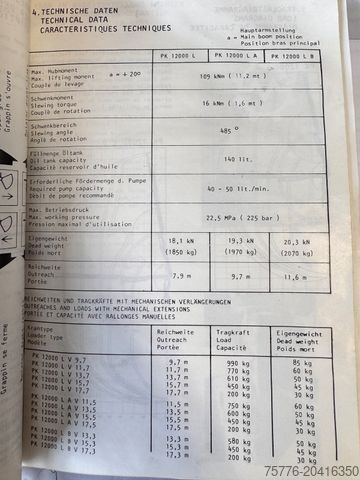 4. TECHNISCHE DATEN
TECHNICAL DATA
CARACTERISTIQUES TECHNIQUES
Hauptarmstellung
a = Main boom position
Position bras principal
PK 12000 L
PK 12000 L A
PK 12000 L B
Max. Hubmoment
Max. lifting moment a = + 20°
Couple de levage
109 kNm ( 11,2 mt )
Schwenkmoment
Slewing torque
Couple de rotation
16 kNm ( 1,6 mt )
Schwenkbereich
Slewing angle
Angle de rotation
485 °
Füllmenge Öltank
Oil tank capacity
Capacité reservoir d'huile
140 lit.
Erforderliche Fördermenge d. Pumpe
Required pump capacity
Débit de pompe recommandé
40 - 50 lit./min.
Max. Betriebsdruck
Max. working pressure
Pression maximal d'utilisation
22,5 MPa ( 225 bar )
Eigengewicht
Dead weight
Poids mort
18,1 kN
(1850 kg)
19,3 kN
(1970 kg)
20,3 kN
(2070 kg)
Reichweite
Outreach
Portée
7.9 m
9.7 m
11,6 m
REICHWEITEN UND TRAGKRÄFTE MIT MECHANISCHEN VERLÄNGERUNGEN
OUTREACHES AND LOADS WITH MECHANICAL EXTENSIONS
PORTÉE ET CAPACITÉ AVEC RALLONGES MANUELLES
Krantype
Loader type
Modèle
Reichweite
Outreach
Portée
Tragkraft
Load
Capacité
Eigengewicht
Dead weight
Poids mort
PK 12000 L V 9,7 9.7 m 990 kg 85 kg
PK 12000 L V 11,7 11.7 m 770 kg 60 kg
PK 12000 L V 13,7 13.7 m 610 kg 50 kg
PK 12000 L V 15,7 15.7 m 450 kg 45 kg
PK 12000 L V 17,7 17.7 m 200 kg 30 kg
PK 12000 L A V 11,5 11.5 m 750 kg 60 kg
PK 12000 L A V 13,5 13.5 m 600 kg 50 kg
PK 12000 L A V 15,5 15.5 m 450 kg 45 kg
PK 12000 L A V 17,5 17.5 m 200 kg 30 kg
PK 12000 L B V 13,3 13.3 m 580 kg 50 kg
PK 12000 L B V 15,3 15.3 m 450 kg 45 kg
PK 12000 L B V 17,3 17.3 m 200 kg 30 kg
Grappin s'ouvre
Grappin se ferme
75776-20416350